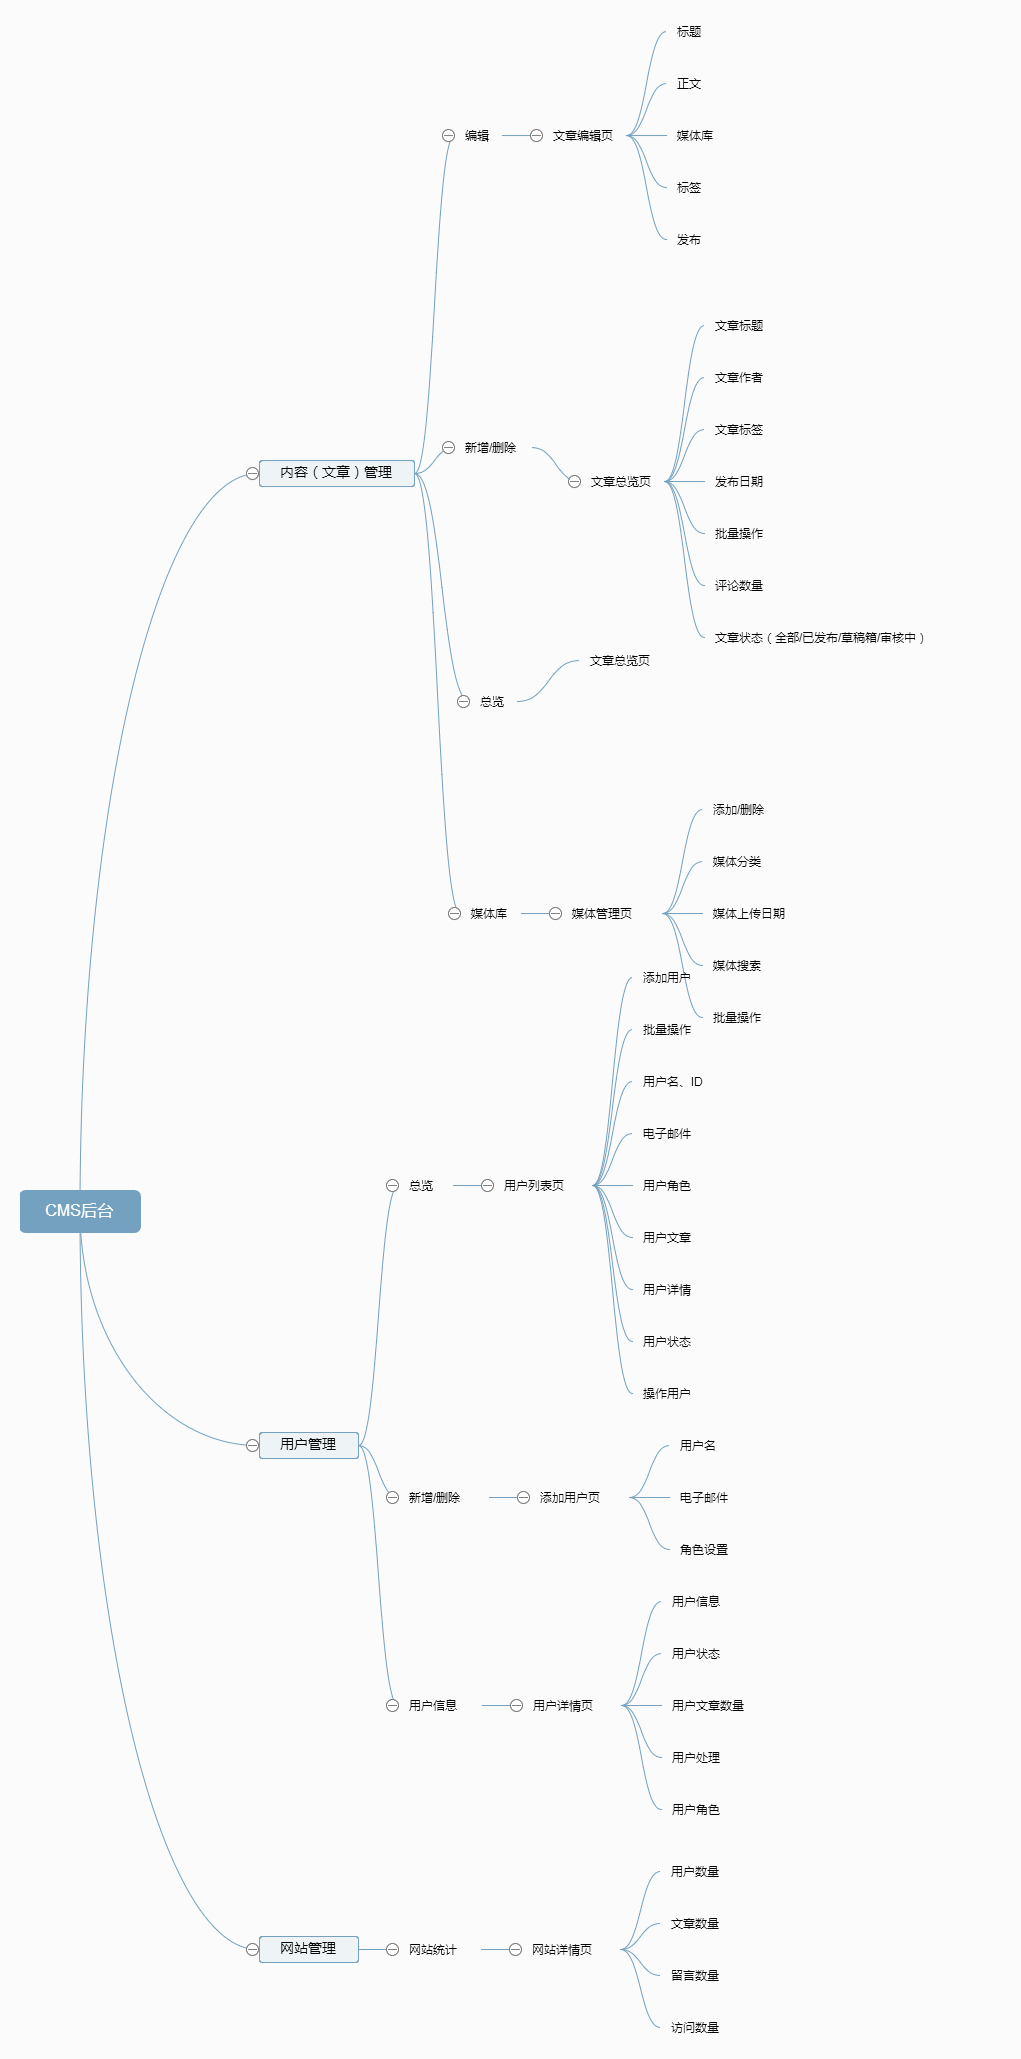 标题
正文
编辑
文章编辑页
媒体库
标签
发布
文章标题
文章作者
文章标签
新增/删除
内容（文章）管理
文章总览页
发布日期
批量操作
评论数量
文章状态（全部/已发布/草稿箱/审核中）
文章总览页
总览
添加/删除
媒体分类
媒体库
媒体管理页
媒体上传日期
媒体搜索
添加用户
批量操作
批量操作
用户名、ID
电子邮件
总览
用户列表页
用户角色
CMS后台
用户文章
用户详情
用户状态
操作用户
用户管理
用户名
新增/删除
添加用户页
电子邮件
角色设置
用户信息
用户状态
用户信息
用户详情页
用户文章数量
用户处理
用户角色
用户数量
文章数量
网站管理
网站统计
网站详情页
留言数量
访问数量